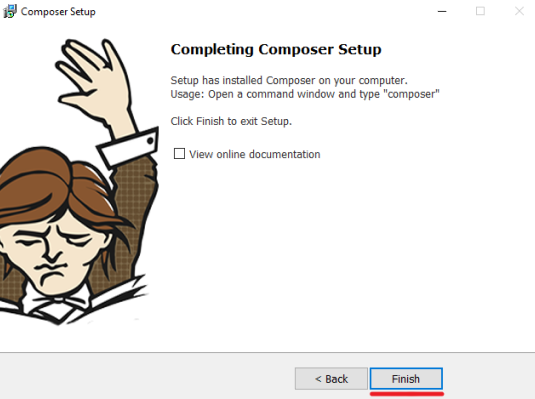 Composer Setup
Completing Composer Setup
Setup has installed Composer on your computer.
Usage: Open a command window and type "composer"
Click Finish to exit Setup.
View online documentation
< Back
Finish